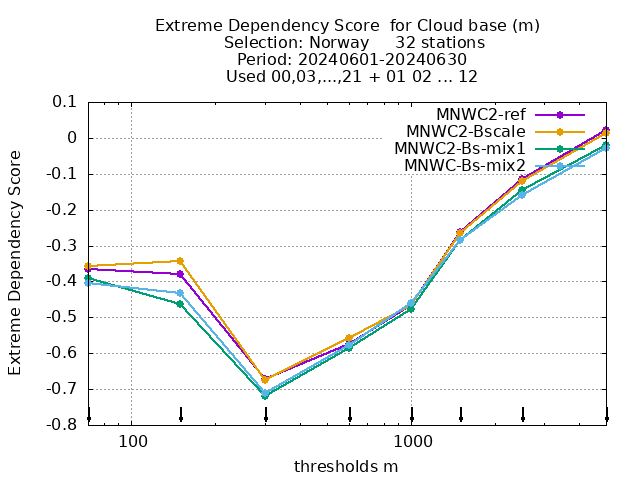 Extreme Dependency Score  for Cloud base (m)
Selection: Norway     32 stations
Period: 20240601-20240630
Used 00,03,...,21 + 01 02 ... 12
MNWC2-ref
MNWC2-Bscale
MNWC2-Bs-mix1
MNWC-Bs-mix2
Extreme Dependency Score
0.1
0
-0.1
-0.2
-0.3
-0.4
-0.5
-0.6
-0.7
-0.8
100 1000
thresholds m